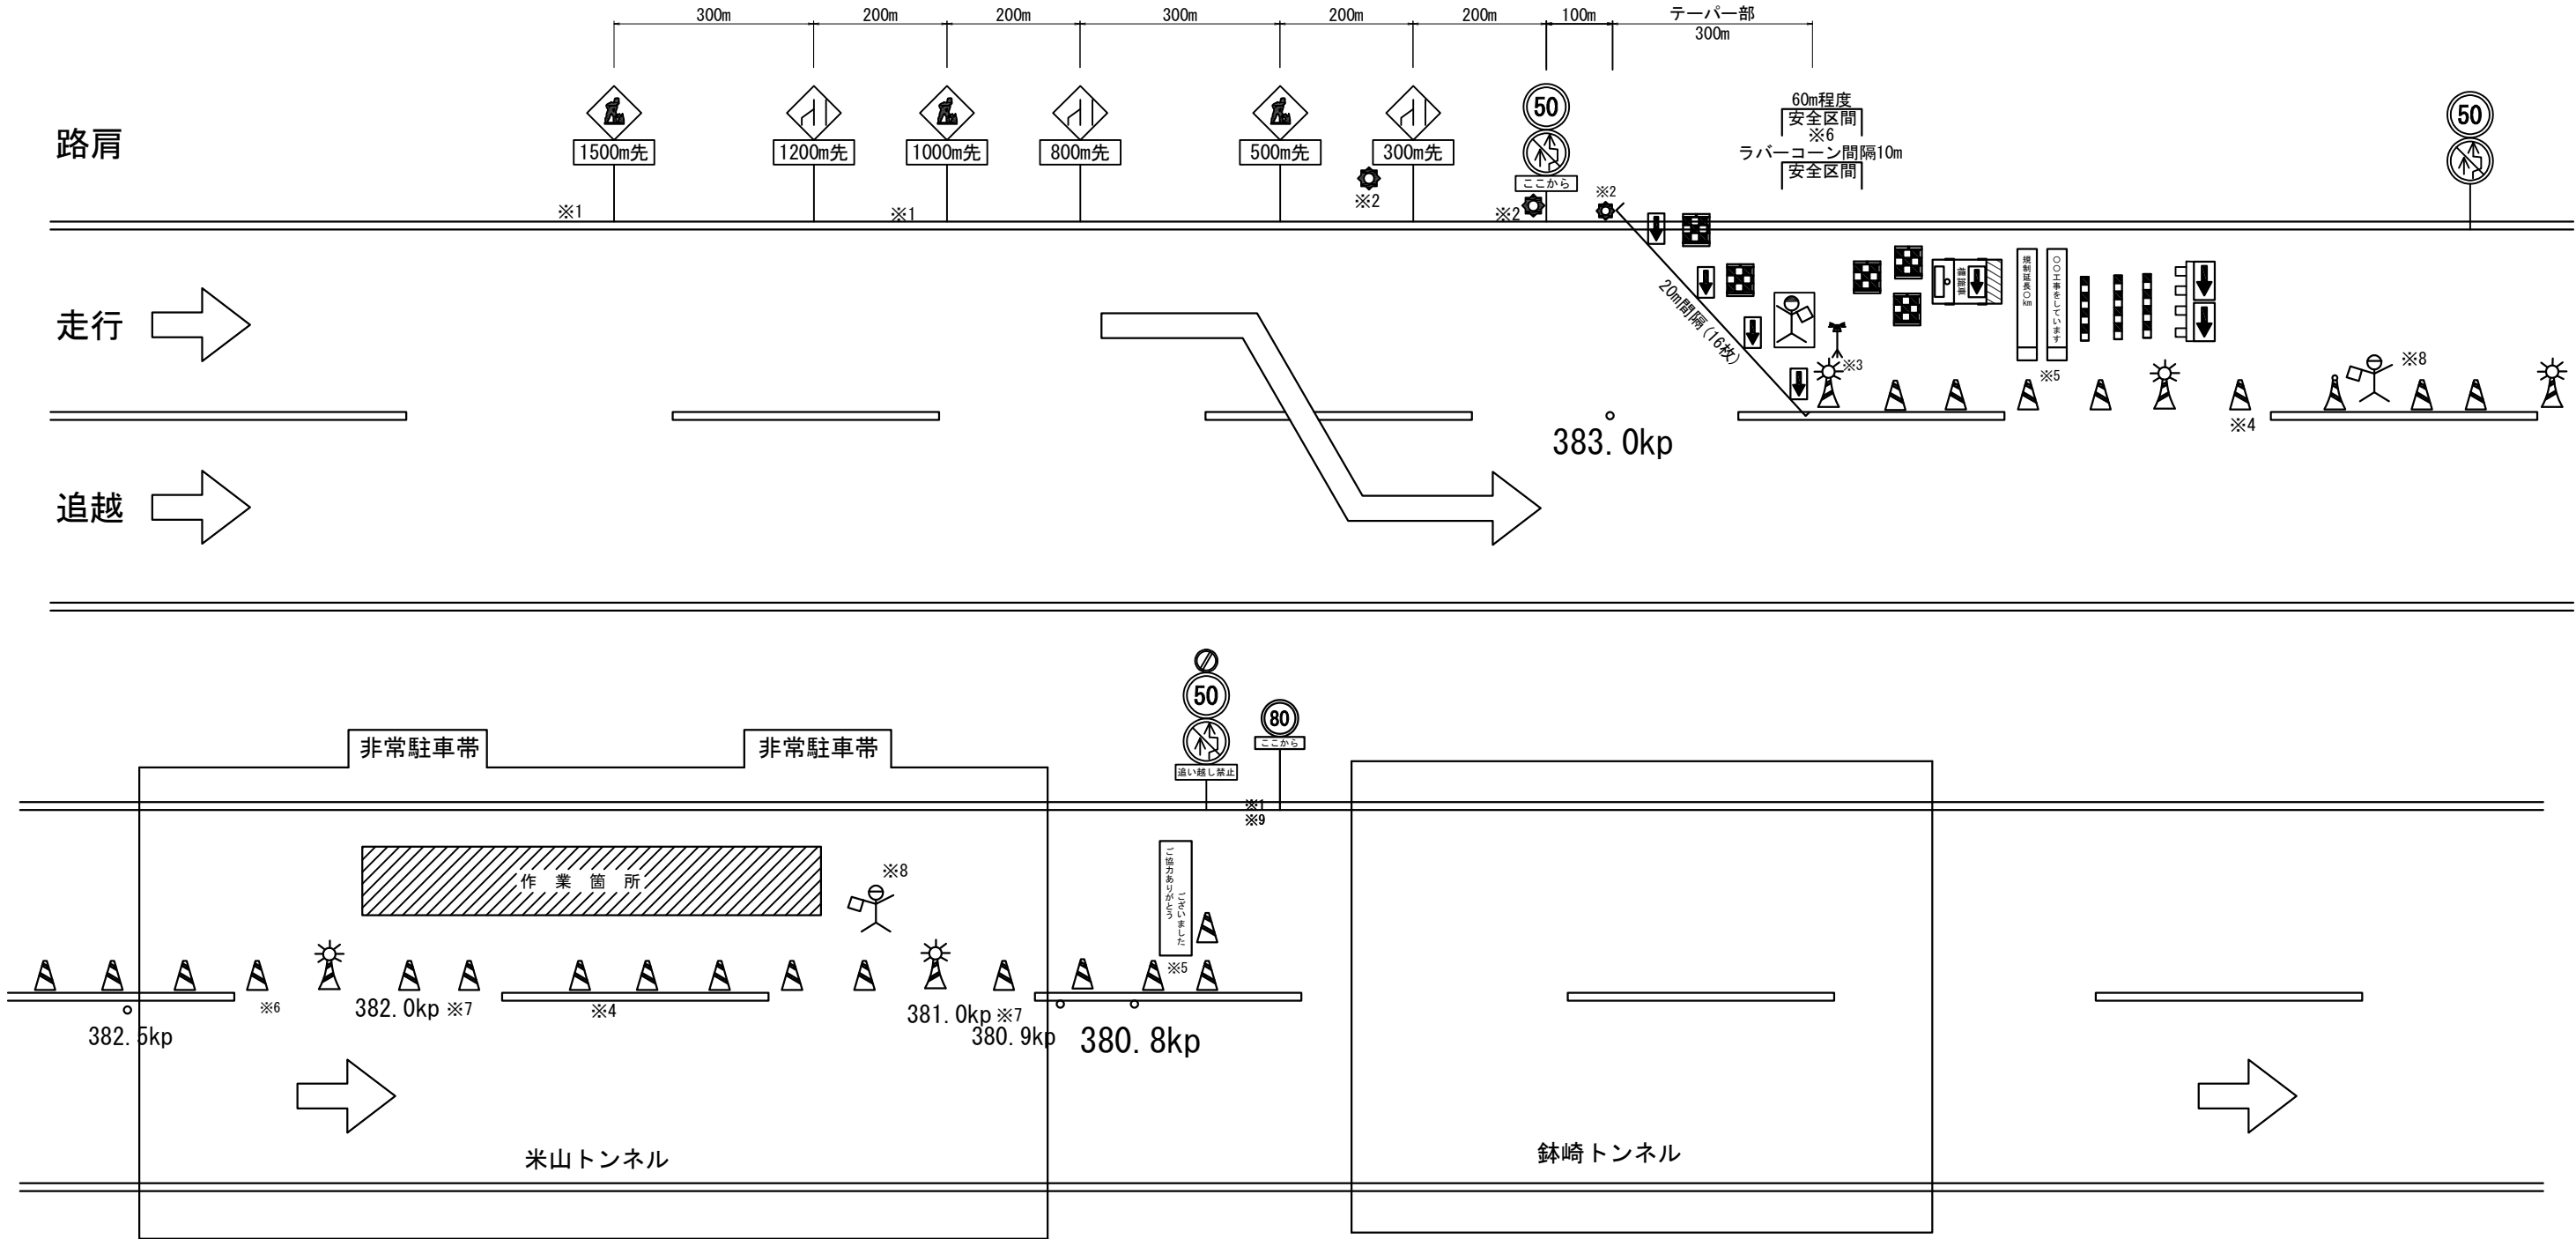 300m 200m 200m 300m 200m 200m 100m テーパー部
300m
路肩
1500m先 1200m先 1000m先 800m先 500m先 300m先
50
ここから
60m程度
安全区間
※6
ラバーコーン間隔10m
安全区間
50
※1
※1
※2
※2
※2
走行
20m間隔(16枚)
標識車
規制延長〇km
〇〇工事をしています
※3
※5
※8
※4
383.0kp
追越
50
追い越し禁止
80
ここから
非常駐車帯
非常駐車帯
※1
※9
作業箇所
※8
ご協力ありがとう
ございました
※5
※6
382.0kp ※7
※4
381.0kp ※7
382.5kp
380.9kp
380.8kp
米山トンネル
鉢崎トンネル